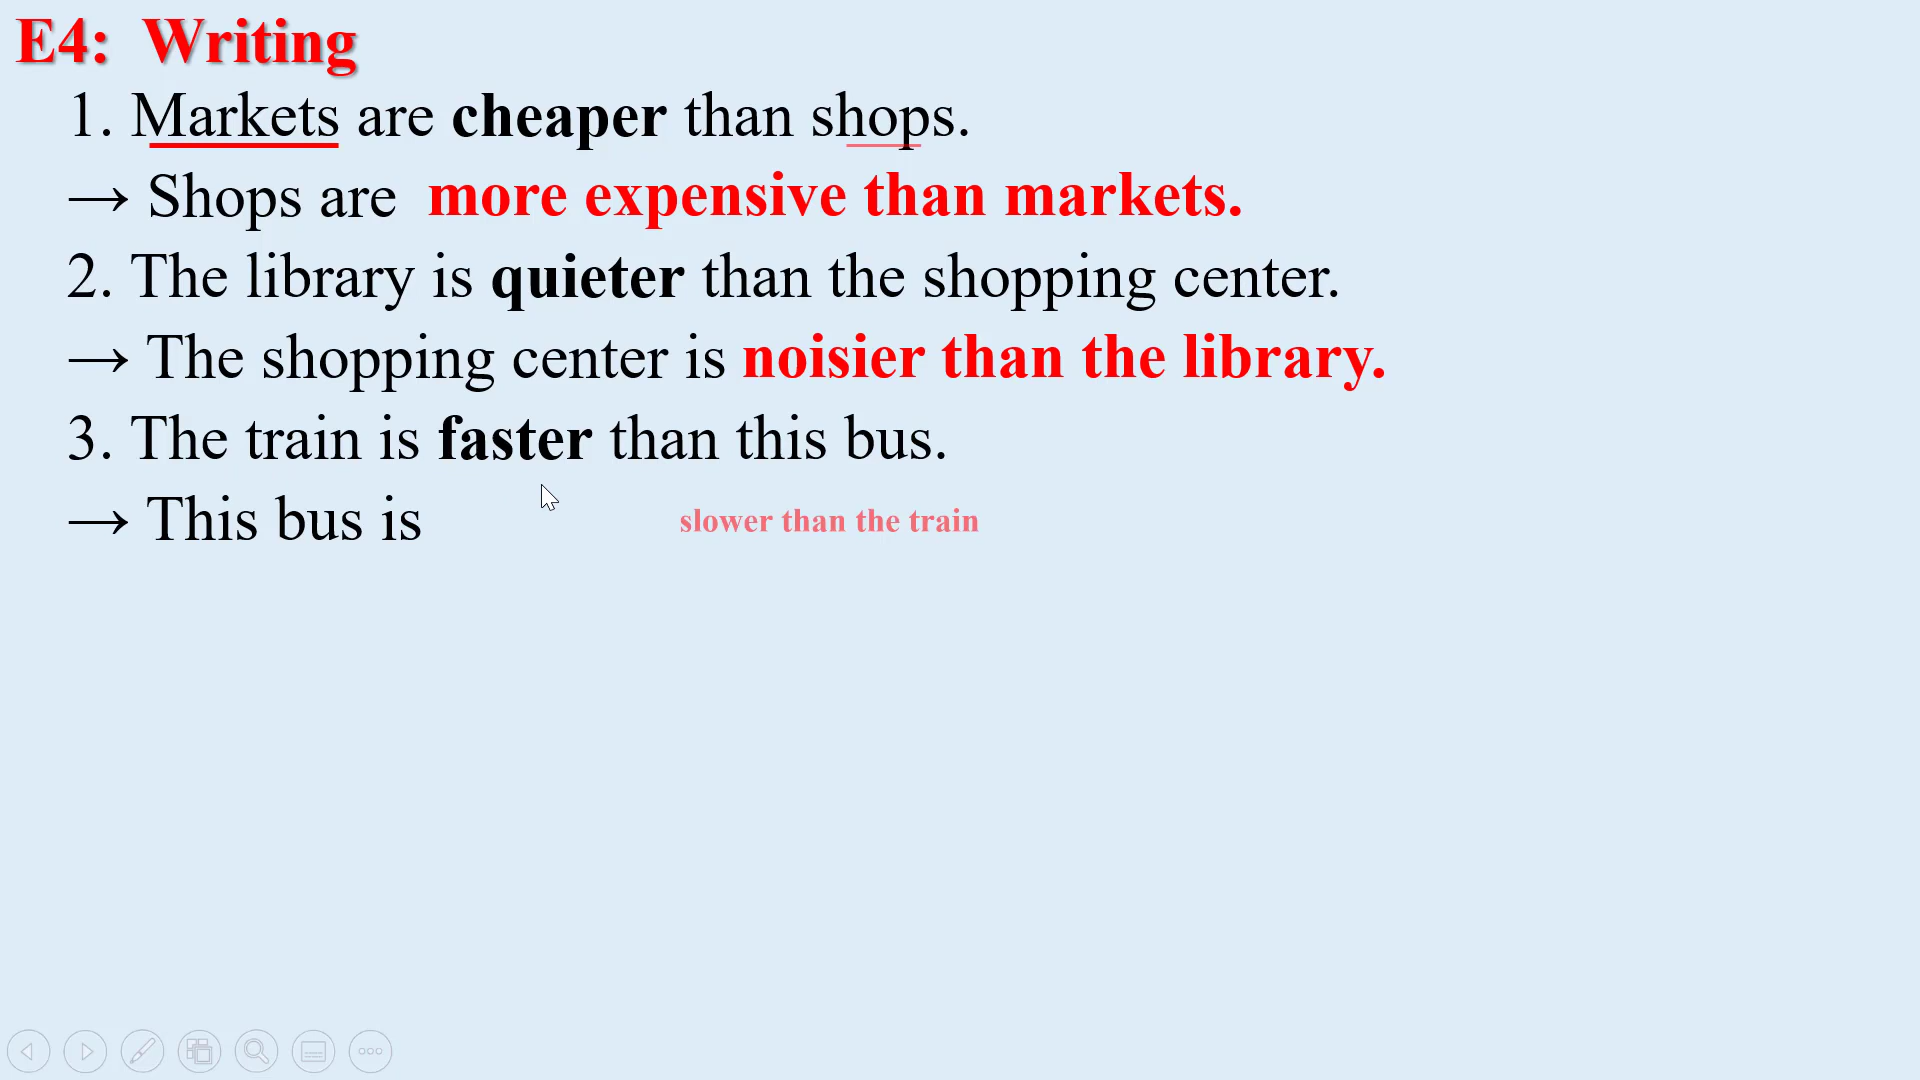 E4: Writing
1. Markets are cheaper than shops.
→ Shops are more expensive than markets.
2. The library is quieter than the shopping center.
→ The shopping center is noisier than the library.
3. The train is faster than this bus.
→ This bus is slower than the train